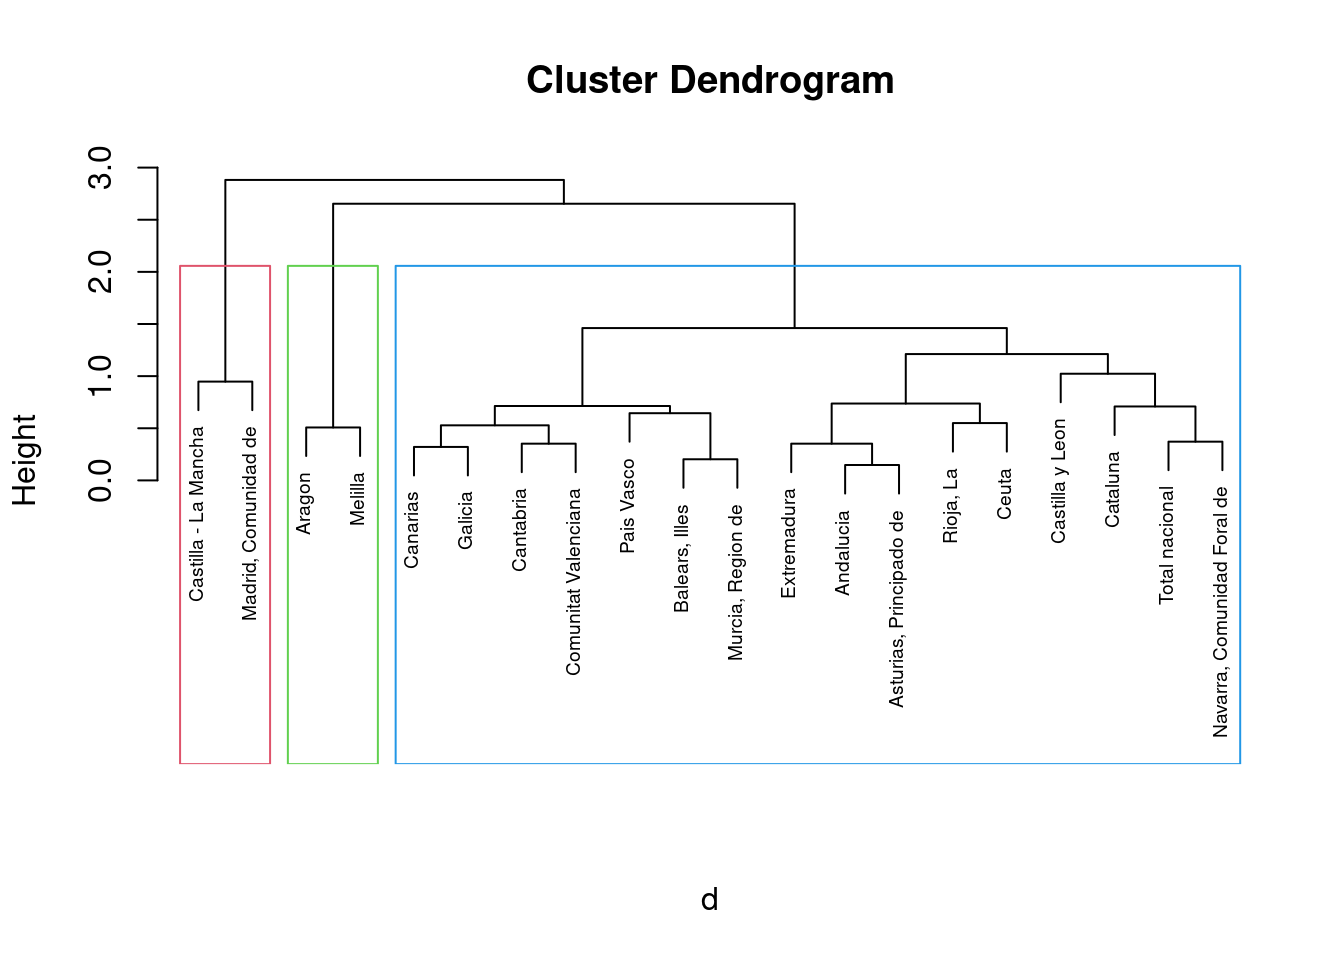 Cluster Dendrogram
Height
3.0
2.0
1.0
0.0
Castilla - La Mancha
Madrid, Comunidad de
Aragon
Melilla
Canarias
Galicia
Cantabria
Comunitat Valenciana
Pais Vasco
Balears, Illes
Murcia, Region de
Extremadura
Andalucia
Asturias, Principado de
Rioja, La
Ceuta
Castilla y Leon
Cataluna
Total nacional
Navarra, Comunidad Foral de
d